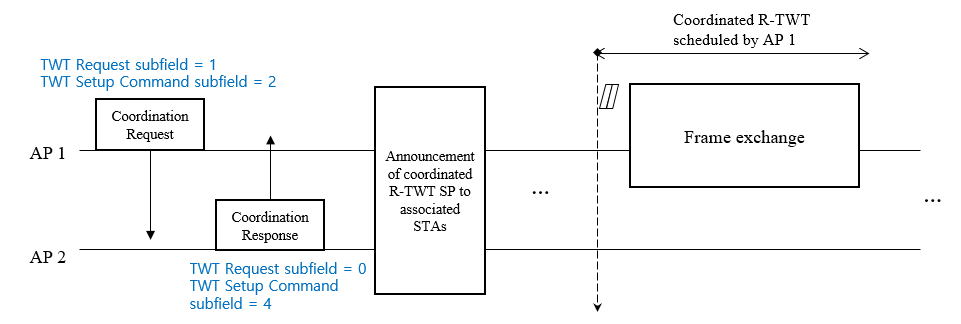 Coordinated R-TWT
scheduled by AP 1
TWT Request subfield = 1
TWT Setup Command subfield = 2
Coordination
Request
AP 1
Frame exchange
Announcement
of coordinated
R-TWT SP to
associated
STAs
...
...
Coordination
Response
AP 2
TWT Request subfield = 0
TWT Setup Command
subfield = 4